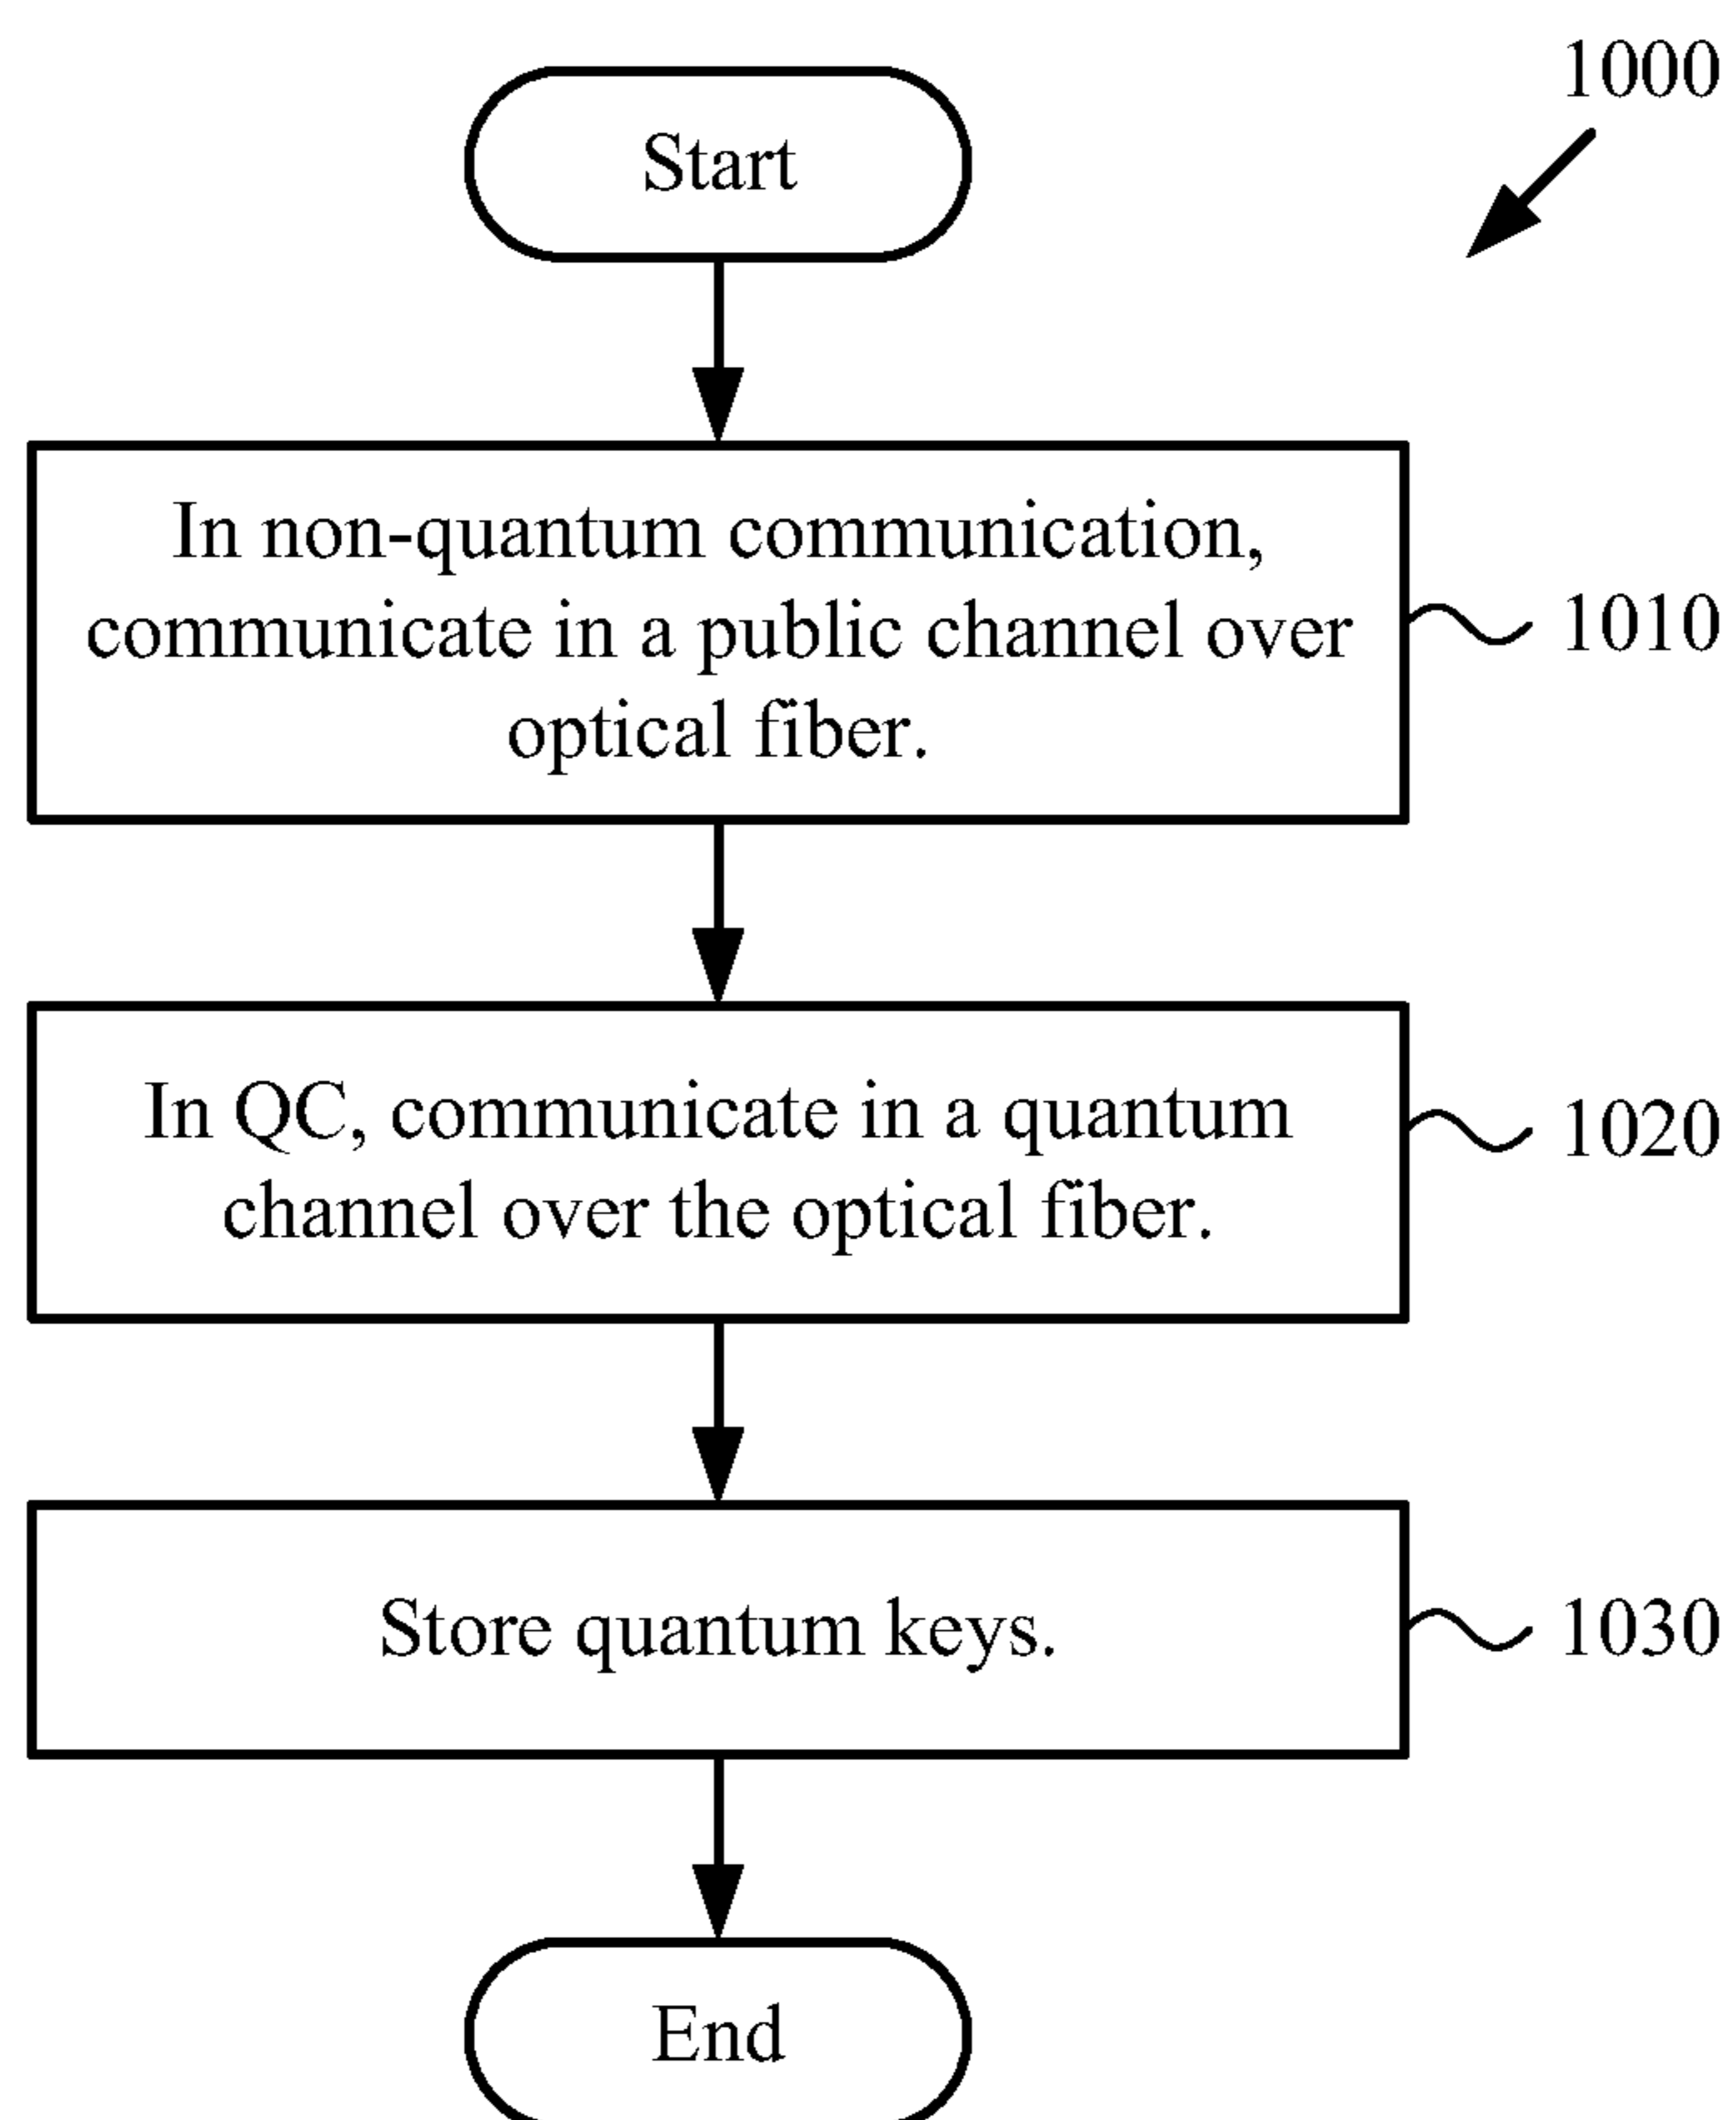 1000
Start
In non-quantum communication,
communicate in a public channel over
optical fiber.
1010
In QC, communicate in a quantum
channel over the optical fiber.
1020
Store quantum keys.
1030
End